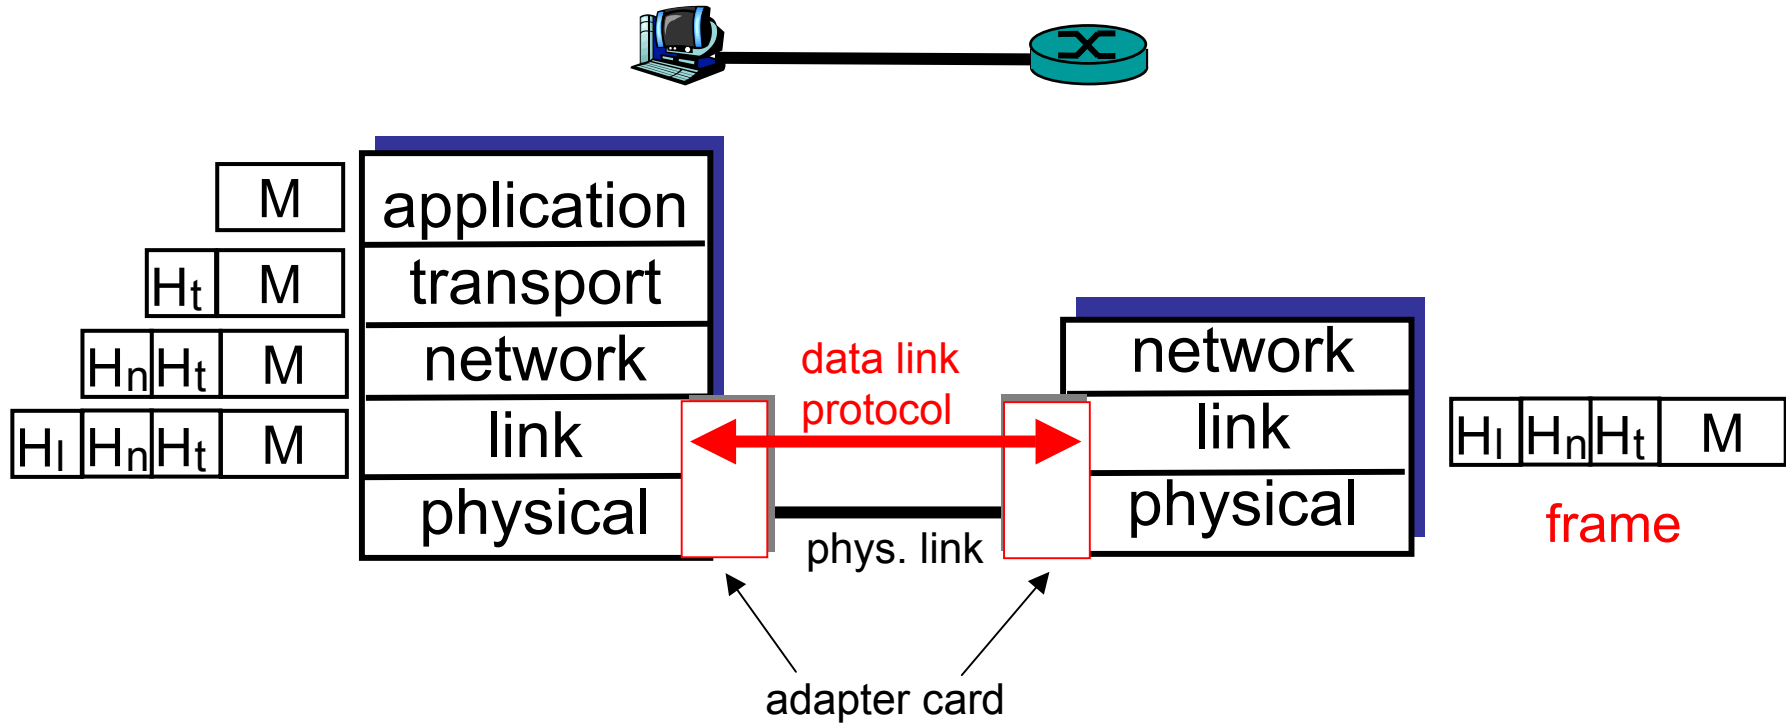 M
application
Ht M
transport
Hn Ht M
network
Hl Hn Ht M
link
physical
data link
protocol
phys. link
network
link
physical
Hl Hn Ht M
frame
adapter card